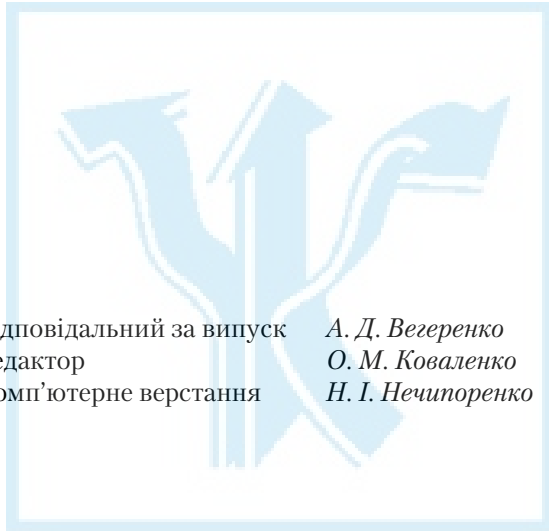 дповідальний за випуск А. Д. Вегеренко
едактор О. М. Коваленко
омп'ютерне верстання Н. І. Нечипоренко